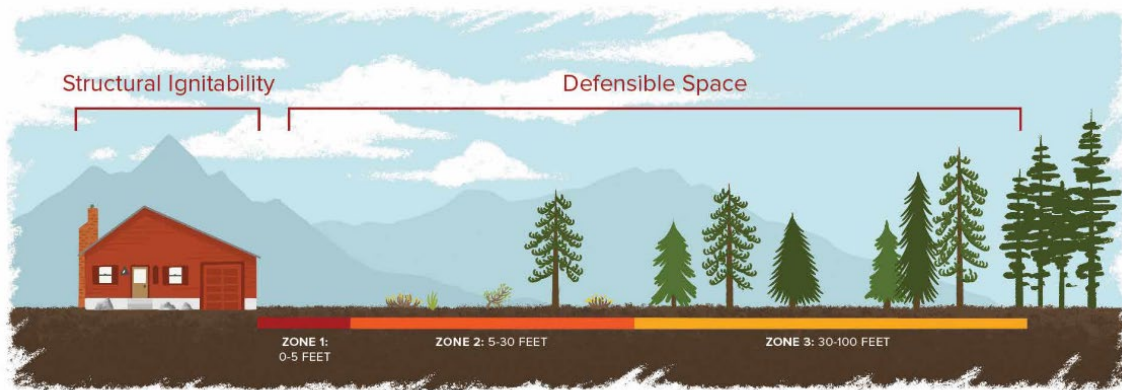 Structural Ignitability
Defensible Space
ZONE 1:
0-5 FEET
ZONE 2: 5-30 FEET
ZONE 3: 30-100 FEET